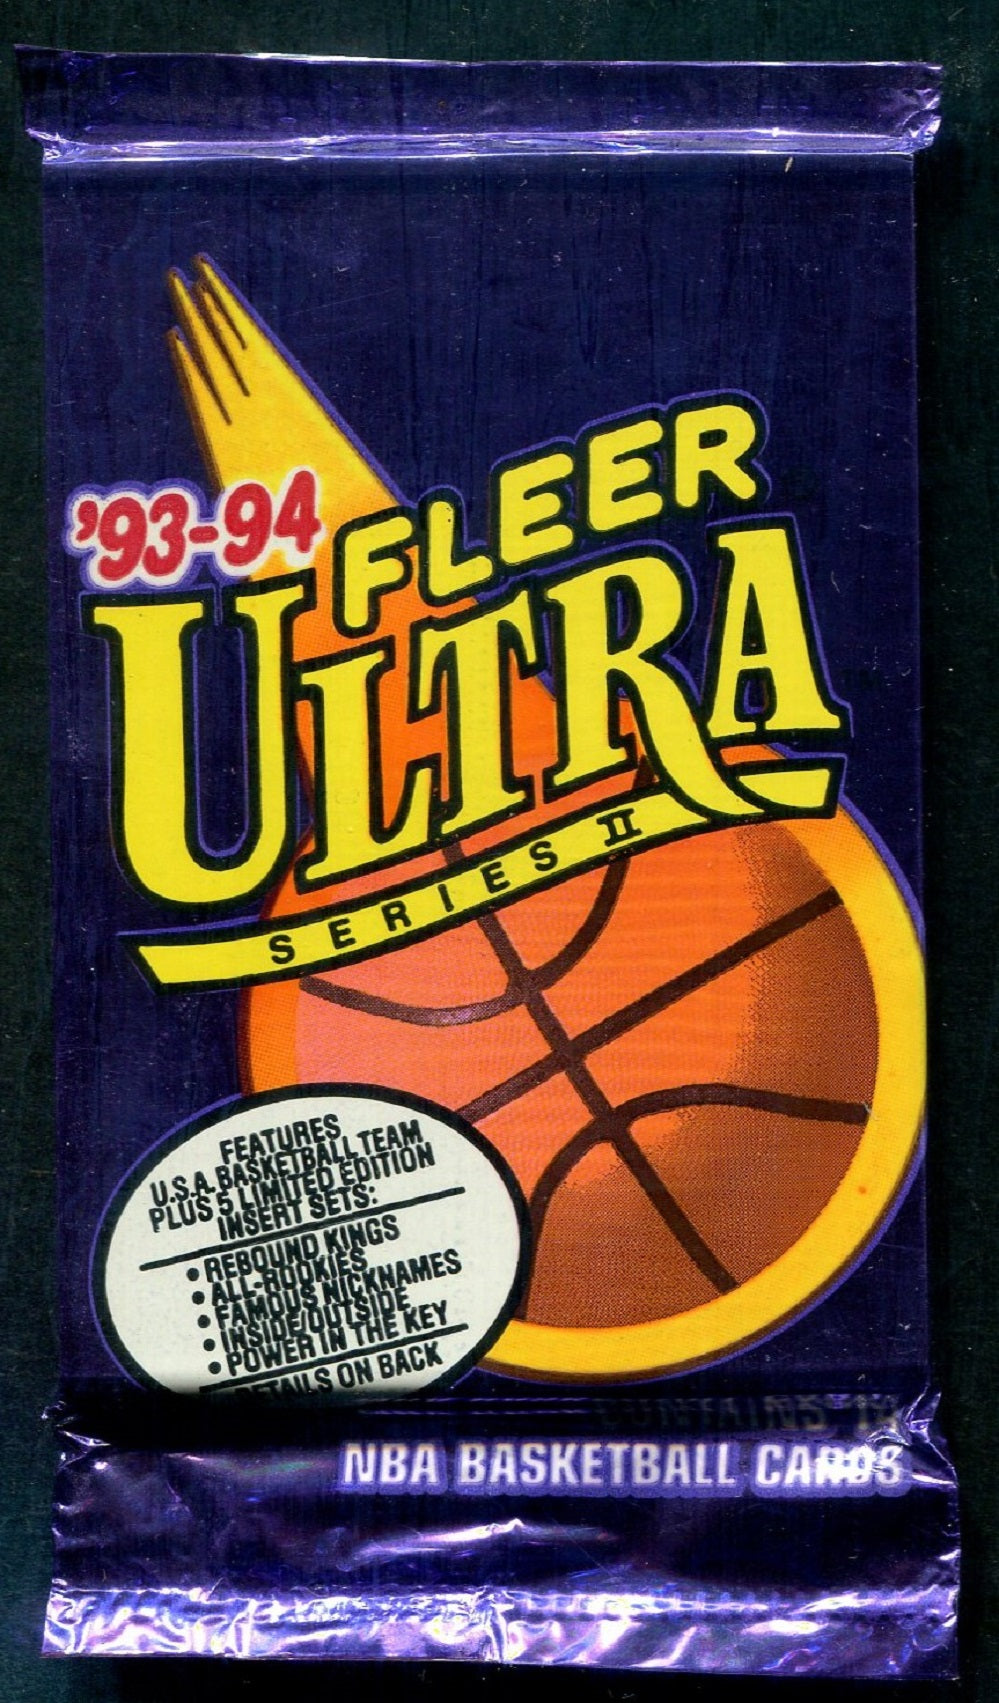 '93-94
FLEER
ULTRA
SERIES II
FEATURES
U.S.A. BASKETBALL TEAM
PLUS 5 LIMITED EDITION
INSERT SETS:
• REBOUND KINGS
• ALL-ROOKIES
• FAMOUS NICKNAMES
• INSIDE/OUTSIDE
• POWER IN THE KEY
DETAILS ON BACK
CONTAINS
NBA BASKETBALL CARDS